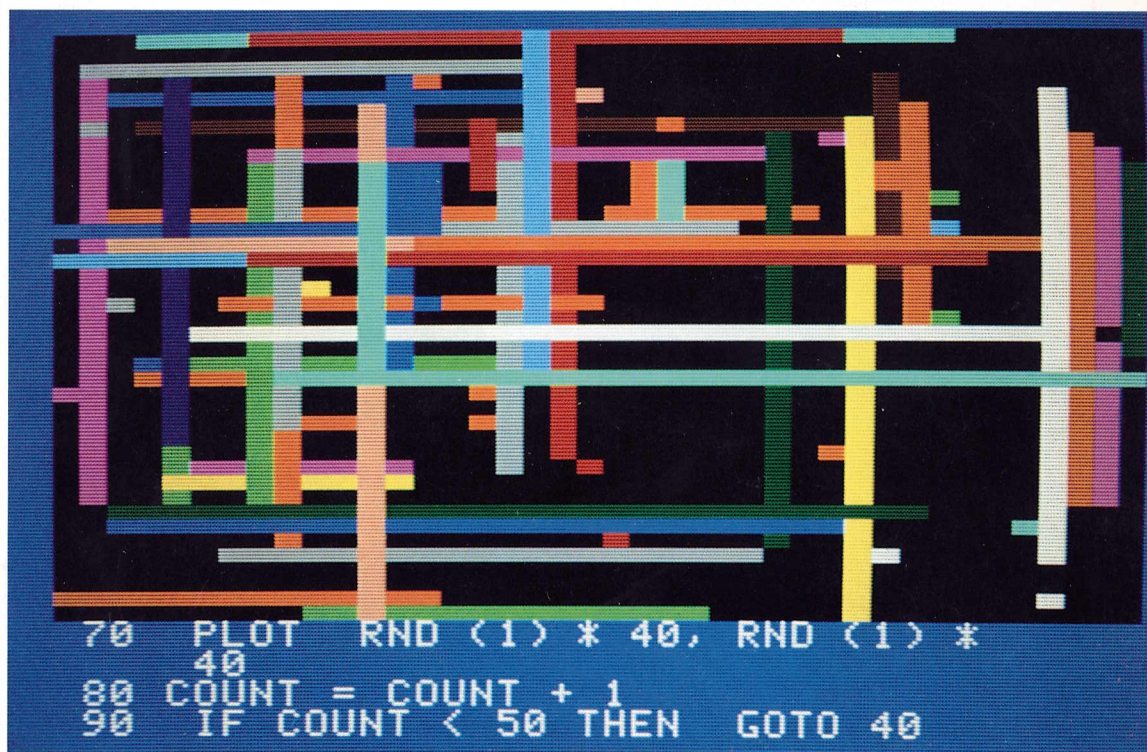 70 PLOT RND (1) * 40, RND (1) *
40
80 COUNT = COUNT + 1
90 IF COUNT < 50 THEN GOTO 40